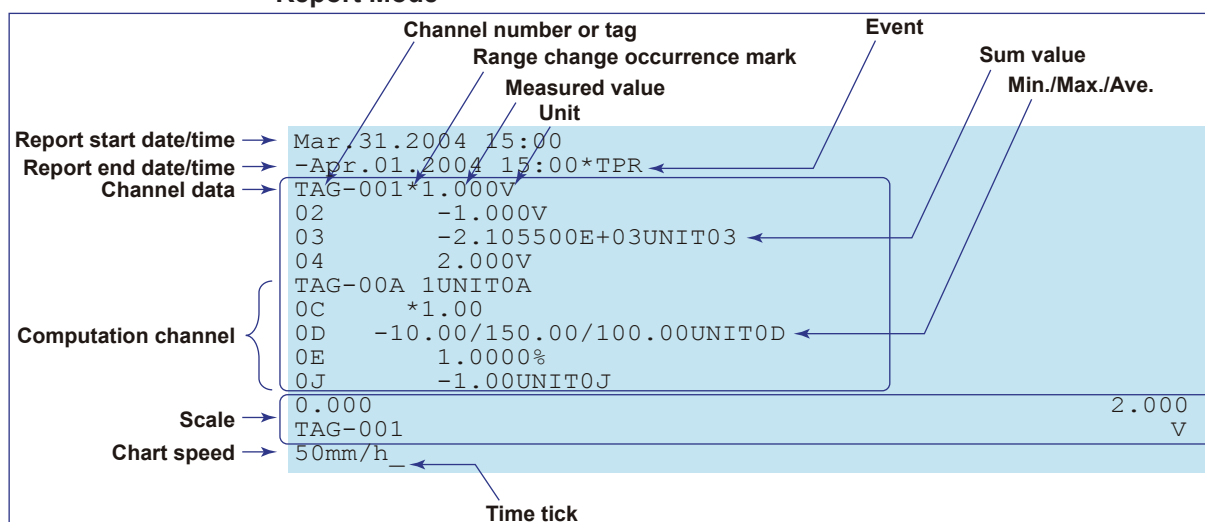 Report Mode
Channel number or tag
Event
Range change occurrence mark
Sum value
Measured value
Min./Max./Ave.
Unit
Report start date/time
Mar.31.2004 15:00
Report end date/time
-Apr.01.2004 15:00*TPR
Channel data
TAG-001*1.000V
02 -1.000V
03 -2.105500E+03UNIT03
04 2.000V
TAG-00A 1UNIT0A
0C *1.00
Computation channel
0D -10.00/150.00/100.00UNIT0D
0E 1.0000%
0J -1.00UNIT0J
Scale
0.000 2.000
TAG-001 V
Chart speed
50mm/h_
Time tick